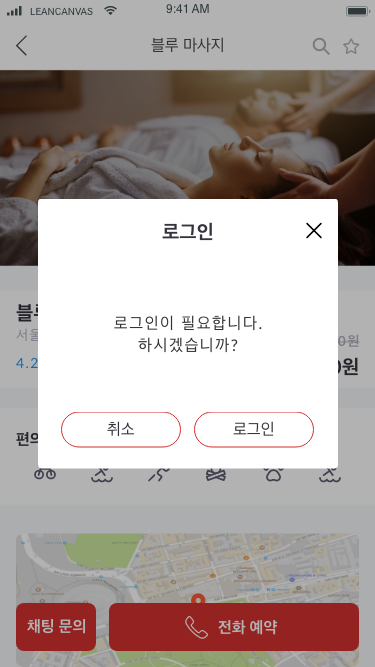 LEANCANVAS 9:41 AM
블루 마사지
로그인
로그인이 필요합니다.
하시겠습니까?
취소 로그인
블루
서울
4.2
0원
0원
편의
채팅 문의 전화 예약